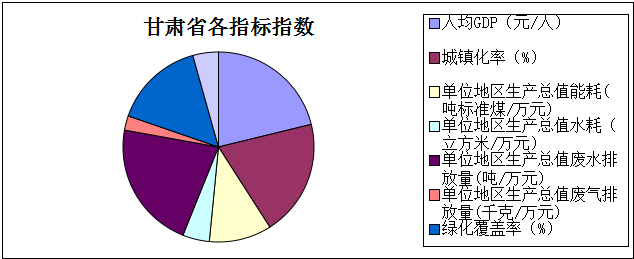 甘肃省各指标指数
人均GDP（元/人）
城镇化率（%）
单位地区生产总值能耗(
吨标准煤/万元)
单位地区生产总值水耗（
立方米/万元)
单位地区生产总值废水排
放量(吨/万元)
单位地区生产总值废气排
放量(千克/万元)
绿化覆盖率（%）